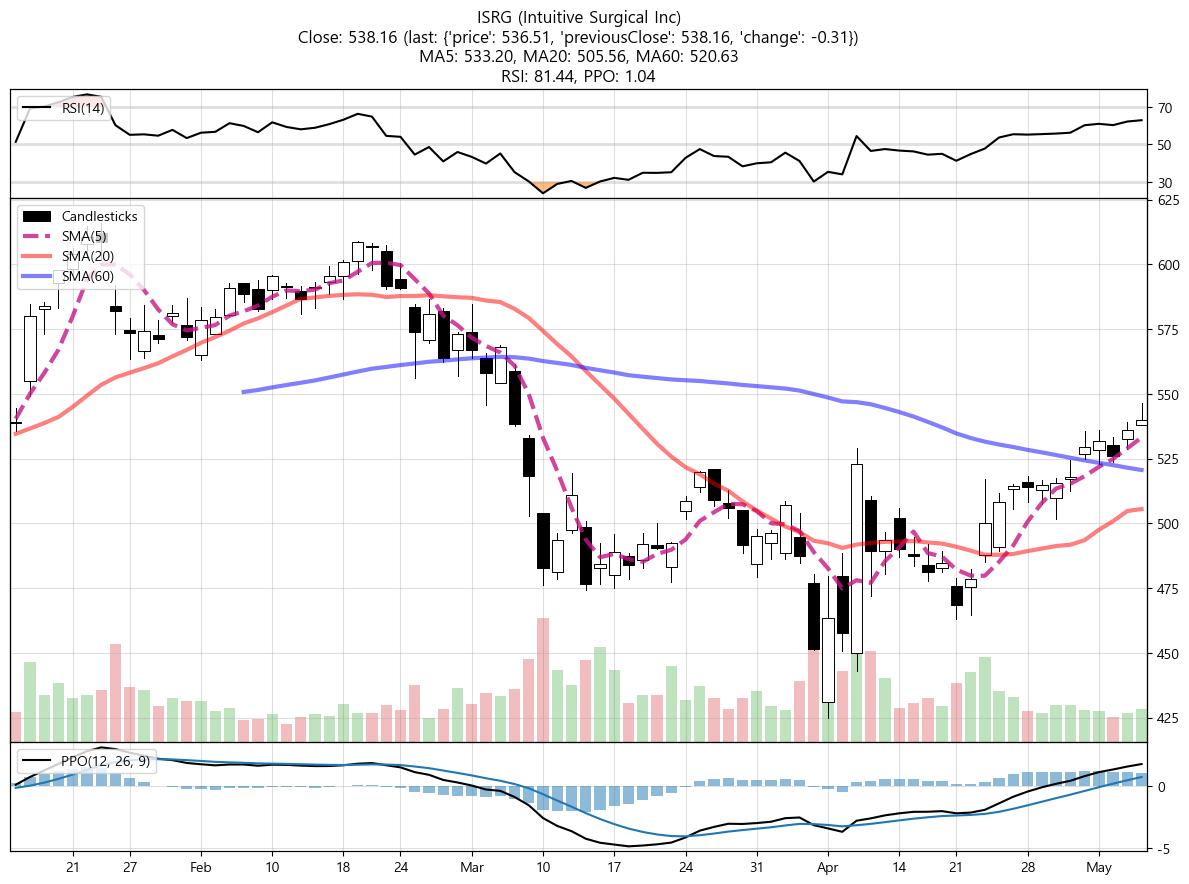 ISRG (Intuitive Surgical Inc)
Close: 538.16 (last: {'price': 536.51, 'previousClose': 538.16, 'change': -0.31})
MA5: 533.20, MA20: 505.56, MA60: 520.63
RSI: 81.44, PPO: 1.04
RSI(14)
70
50
30
Candlesticks
SMA(5)
SMA(20)
SMA(60)
625
600
575
550
525
500
475
450
425
PPO(12, 26, 9)
0
-5
21 27 Feb 10 18 24 Mar 10 17 24 31 Apr 14 21 28 May